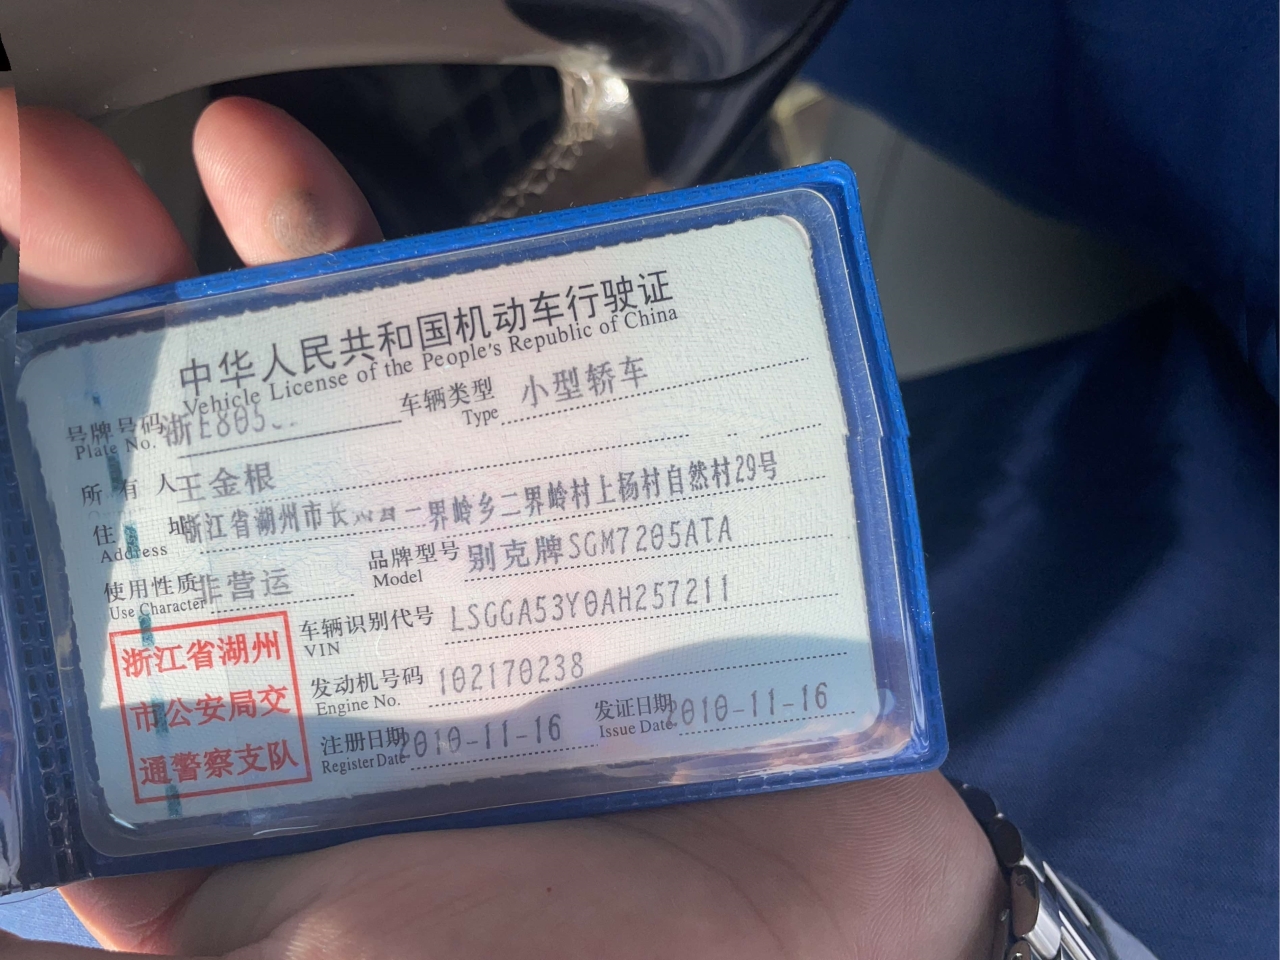 中华人民共和国机动车行驶证
Vehicle License of the People's Republic of China
号牌号码 浙E805 车辆类型 小型轿车
Plate No. Type
所有人 王金根
住址 浙江省湖州市长 界岭乡二界岭村上杨村自然村29号
Address
使用性质 非营运 品牌型号 别克牌SGM7205ATA
Use Character Model
车辆识别代号 LSGGA53Y0AH257211
VIN
发动机号码 102170238
Engine No.
注册日期 2010-11-16 发证日期 2010-11-16
Register Date Issue Date
浙江省湖州
市公安局交
通警察支队